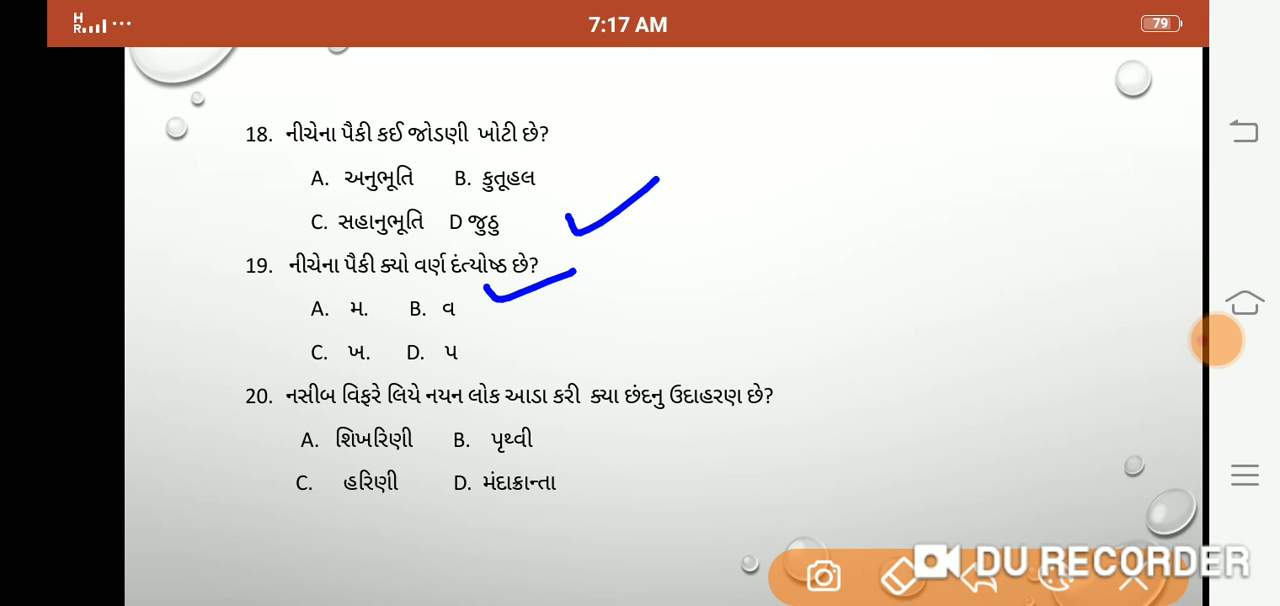 H
R
7:17 AM
79
18. નીચેના પૈકી કઈ જોડણી ખોટી છે?
A. અનુભૂતિ B. કુતૂહલ
C. સહાનુભૂતિ D જુઠુ
19. નીચેના પૈકી ક્યો વર્ણ દંત્યોષ્ઠ છે?
A. મ. B. વ
C. ખ. D. પ
20. નસીબ વિફરે લિયે નયન લોક આડા કરી ક્યા છંદનુ ઉદાહરણ છે?
A. શિખરિણી B. પૃથ્વી
C. હરિણી D. મંદાક્રાન્તા
DU RECORDER